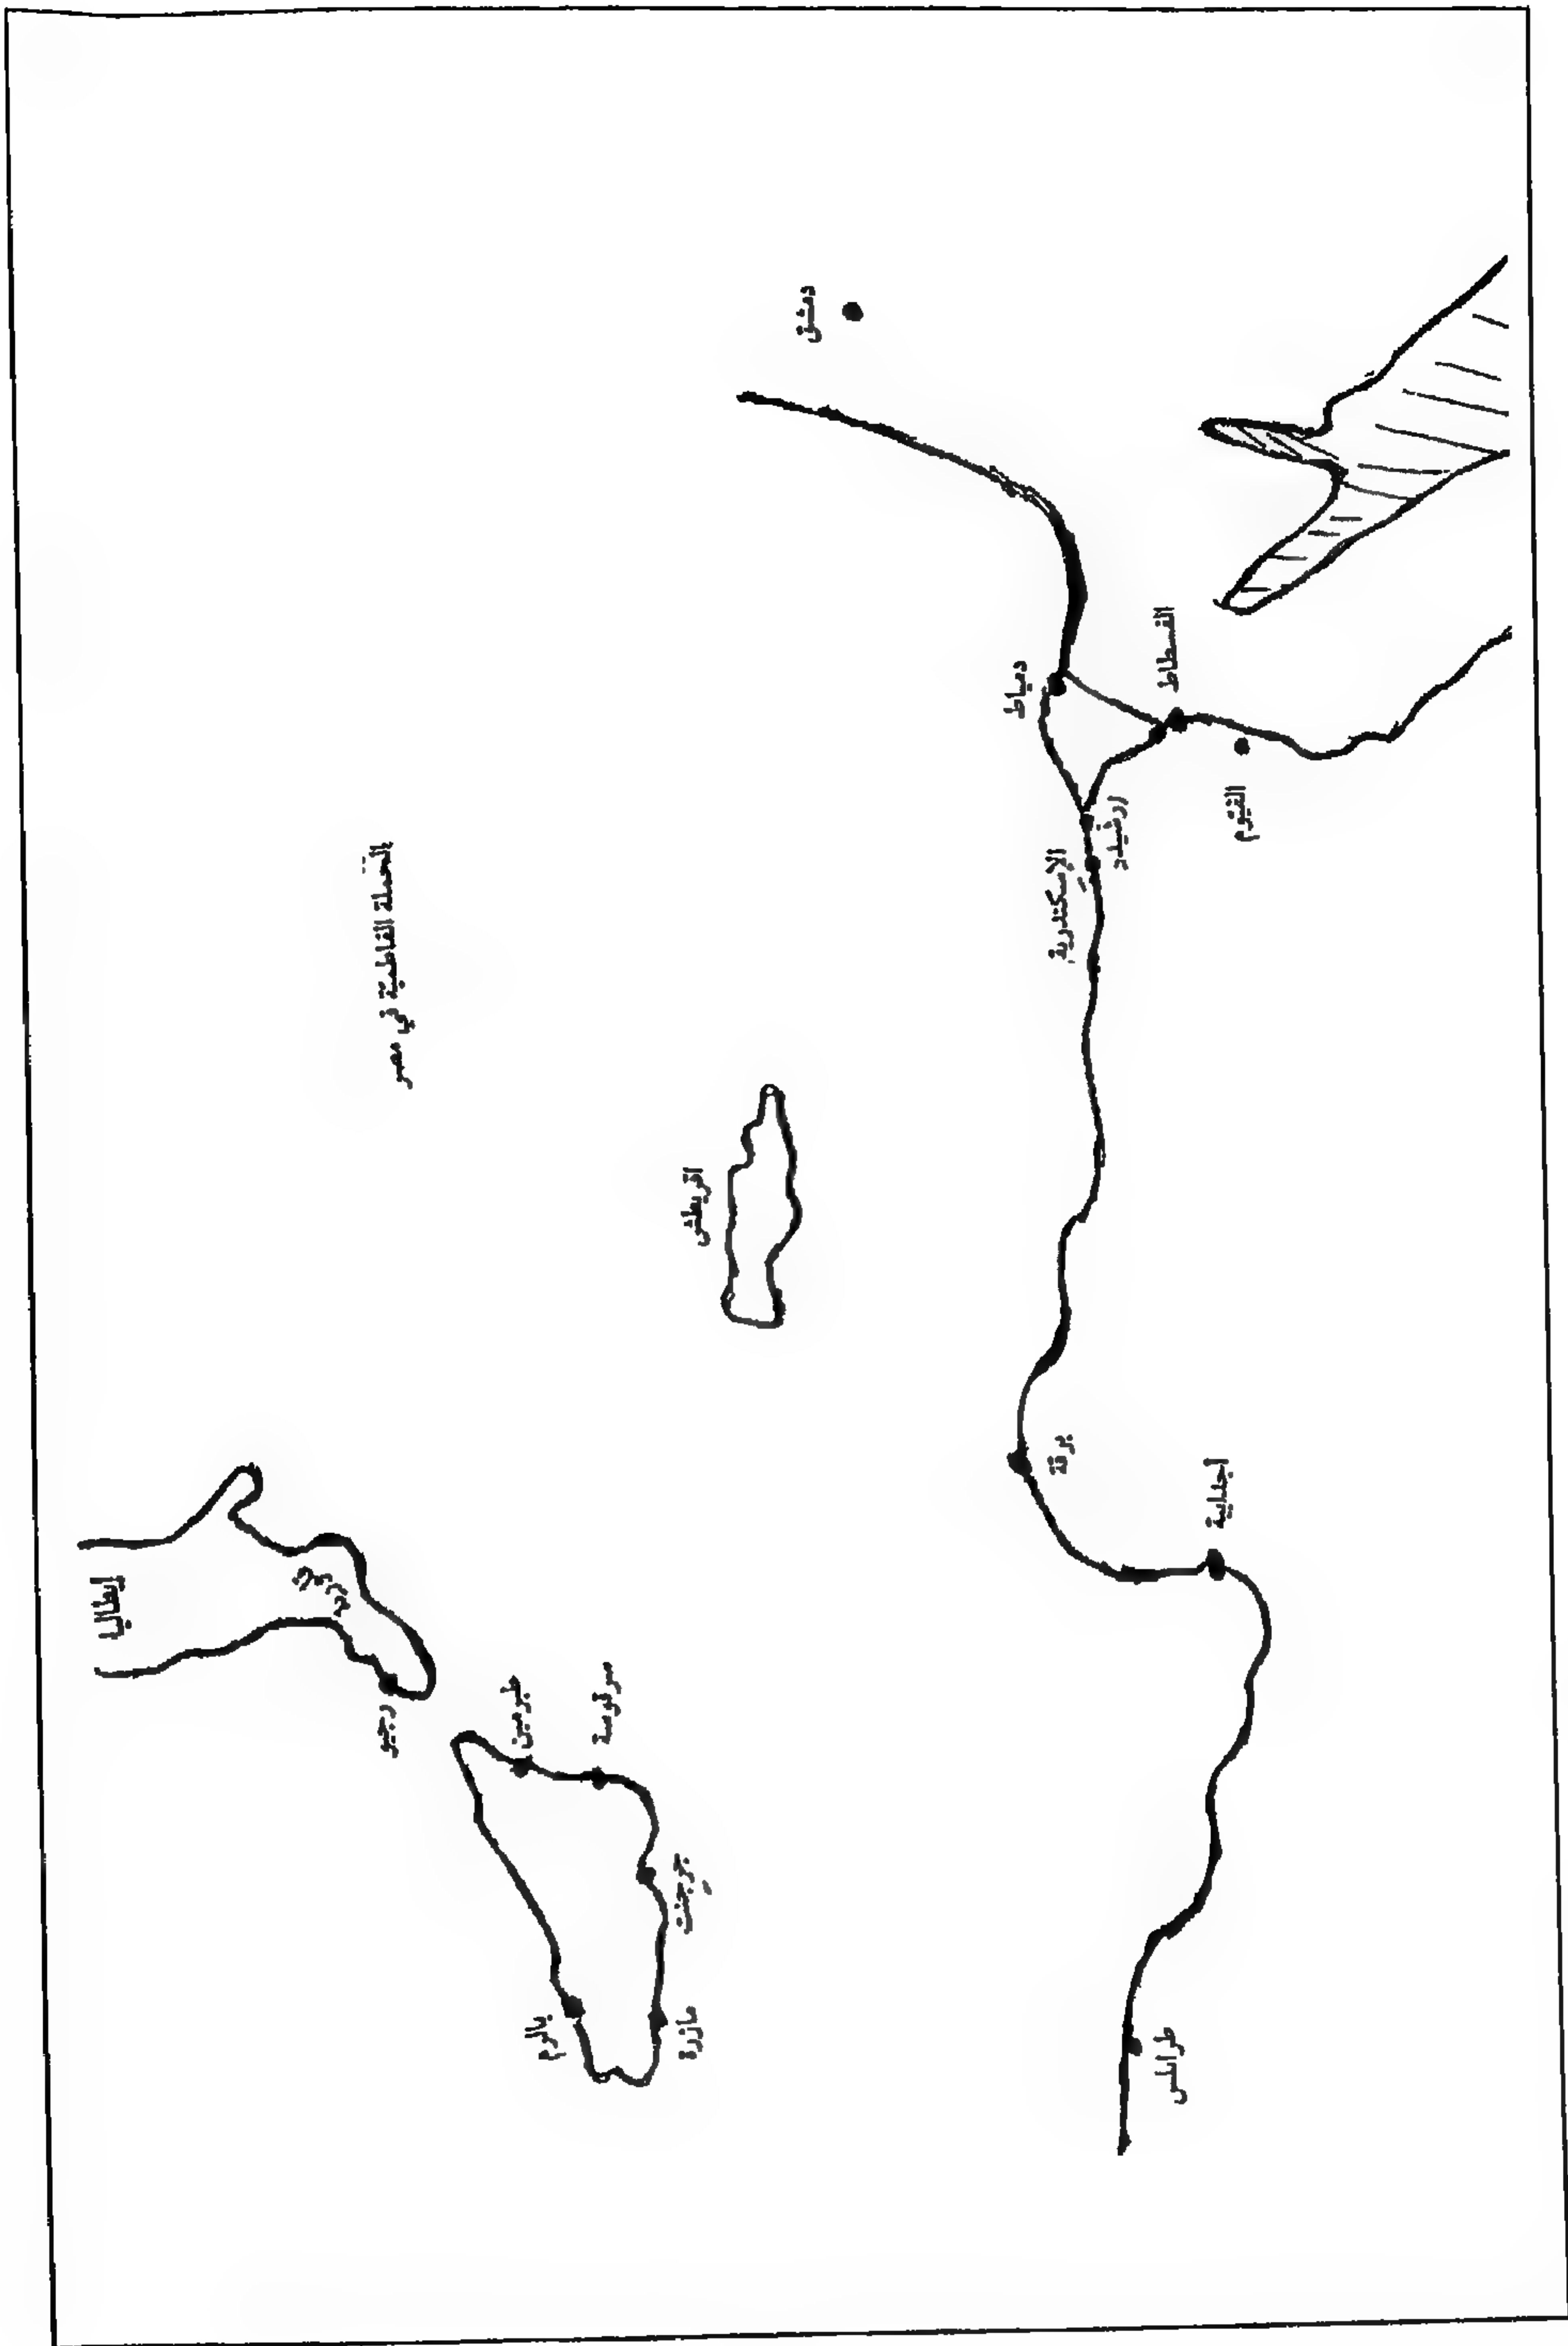 الحملة الفاطمية في مصر
دمشق
دمياط
الفسطاط
رشيد
الإسكندرية
الفيوم
اقريطش
برقة
اجدابية
طرابلس
إيطاليا
رجيو
طبرمين
سرقوسة
جرجنت
مازرة
بالرم